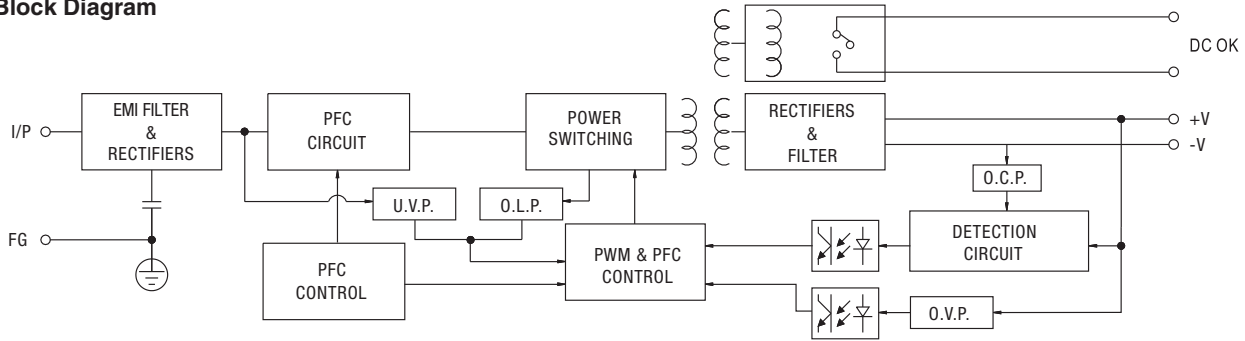 Block Diagram
DC OK
I/P
EMI FILTER
&
RECTIFIERS
PFC
CIRCUIT
POWER
SWITCHING
RECTIFIERS
&
FILTER
+V
-V
O.C.P.
U.V.P.
O.L.P.
FG
PFC
CONTROL
PWM & PFC
CONTROL
DETECTION
CIRCUIT
O.V.P.